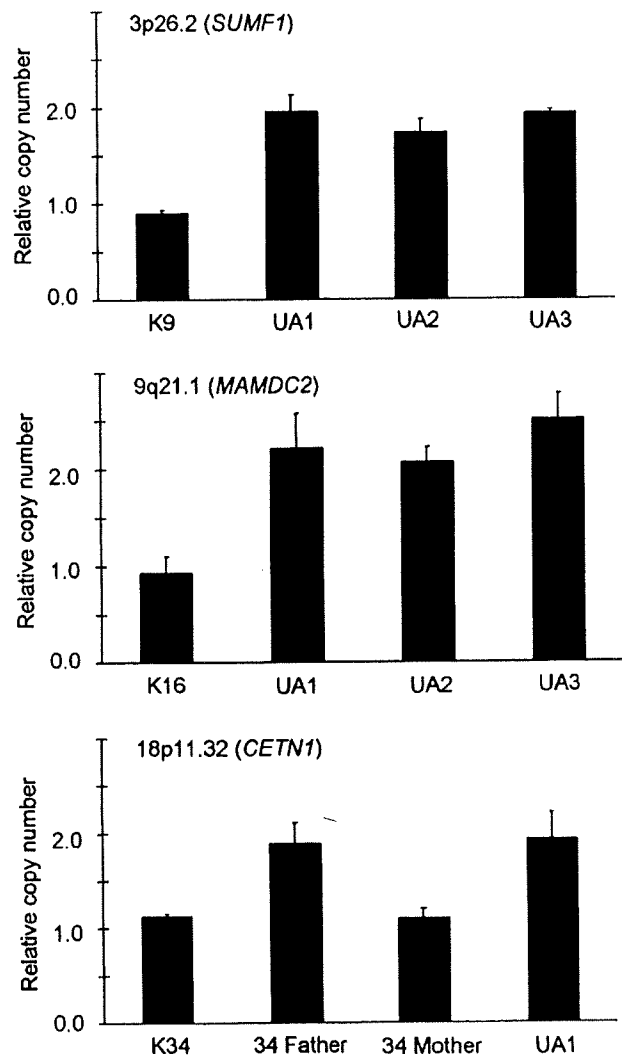 3p26.2 (SUMF1)
Relative copy number
2.0
1.0
0.0
K9 UA1 UA2 UA3
9q21.1 (MAMDC2)
Relative copy number
2.0
1.0
0.0
K16 UA1 UA2 UA3
18p11.32 (CETN1)
Relative copy number
2.0
1.0
0.0
K34 34 Father 34 Mother UA1